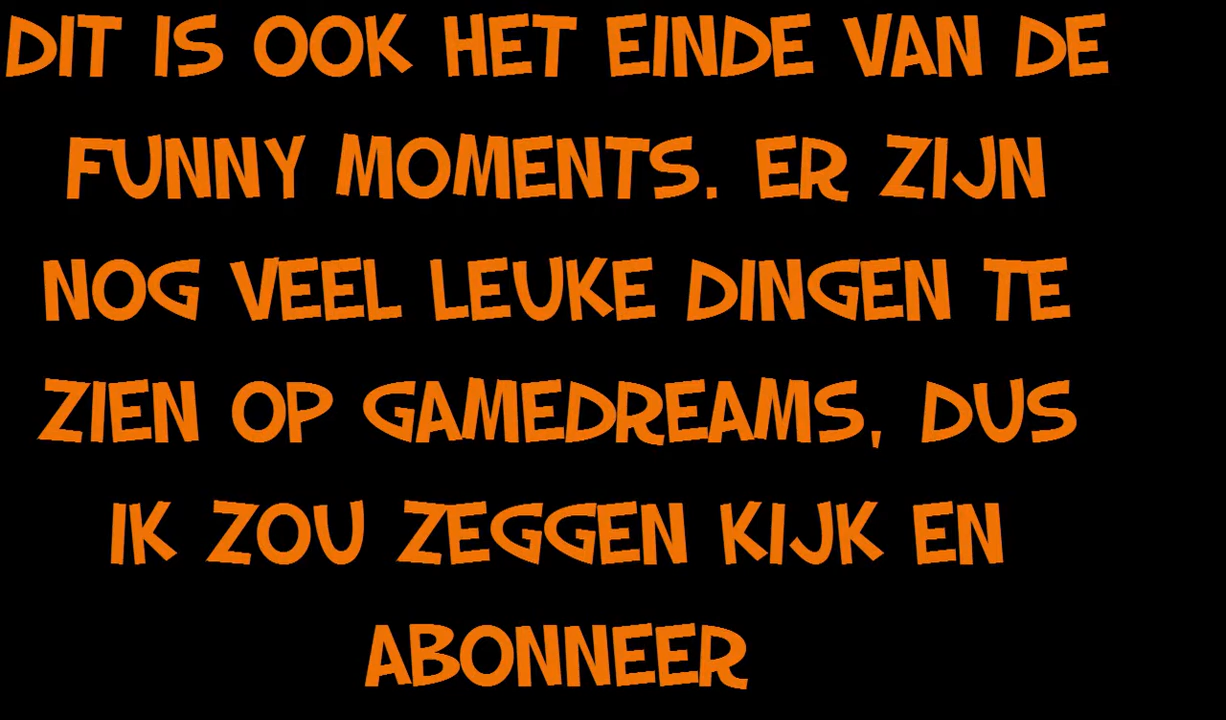 DIT IS OOK HET EINDE VAN DE
FUNNY MOMENTS. ER ZIJN
NOG VEEL LEUKE DINGEN TE
ZIEN OP GAMEDREAMS, DUS
IK ZOU ZEGGEN KIJK EN
ABONNEER